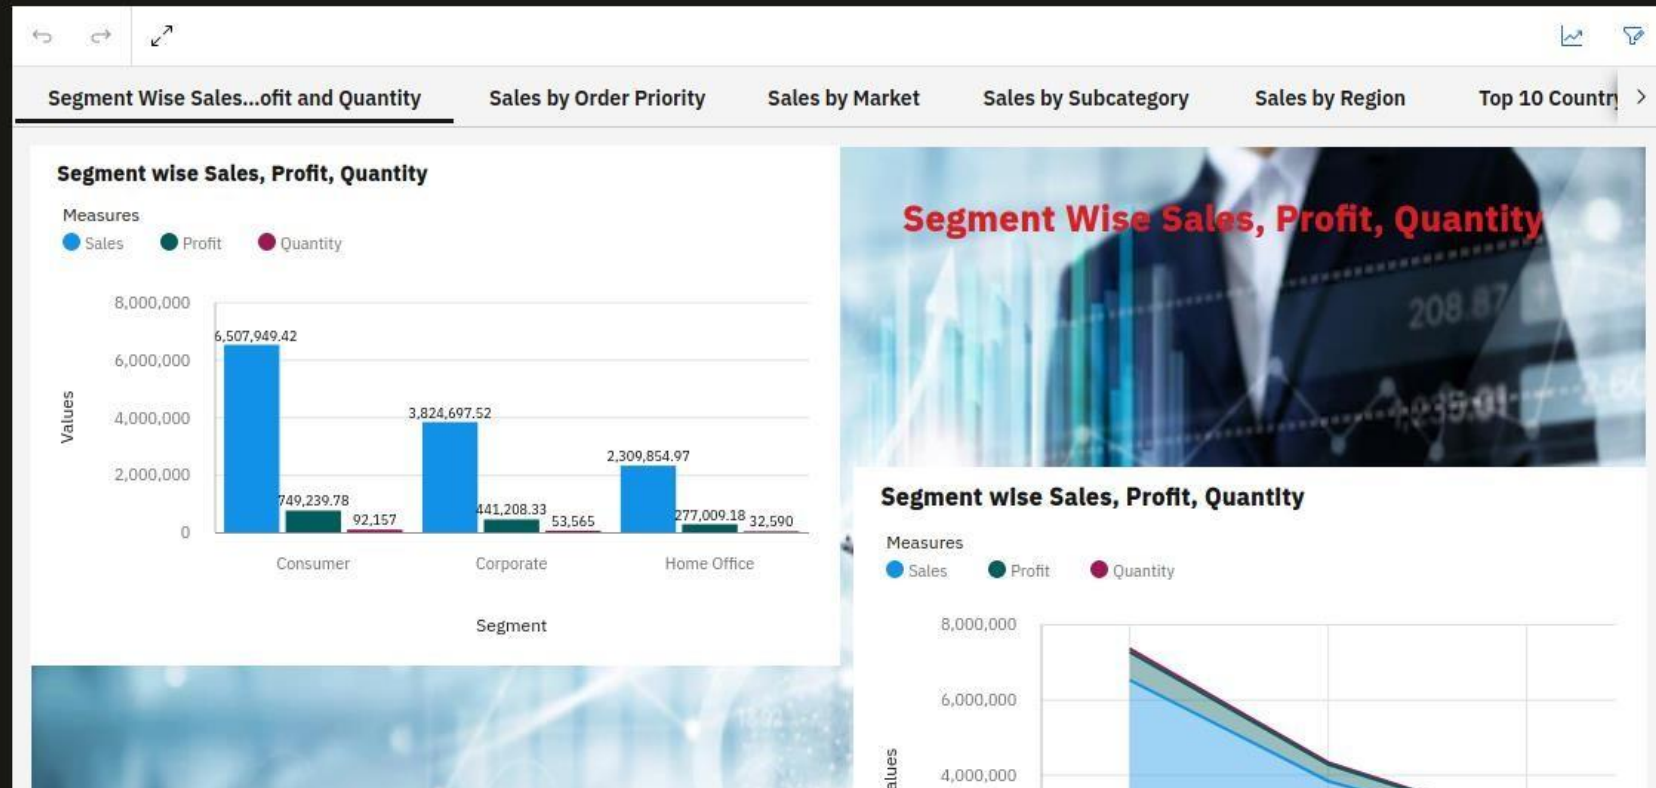 Segment Wise Sales...ofit and Quantity
Sales by Order Priority
Sales by Market
Sales by Subcategory
Sales by Region
Top 10 Country
Segment wise Sales, Profit, Quantity
Measures
Sales Profit Quantity
8,000,000
6,000,000
4,000,000
2,000,000
0
Values
6,507,949.42
749,239.78
92,157
3,824,697.52
441,208.33
53,565
2,309,854.97
277,009.18
32,590
Consumer
Corporate
Home Office
Segment
Segment Wise Sales, Profit, Quantity
208.87
Segment wise Sales, Profit, Quantity
Measures
Sales Profit Quantity
8,000,000
6,000,000
4,000,000
alues